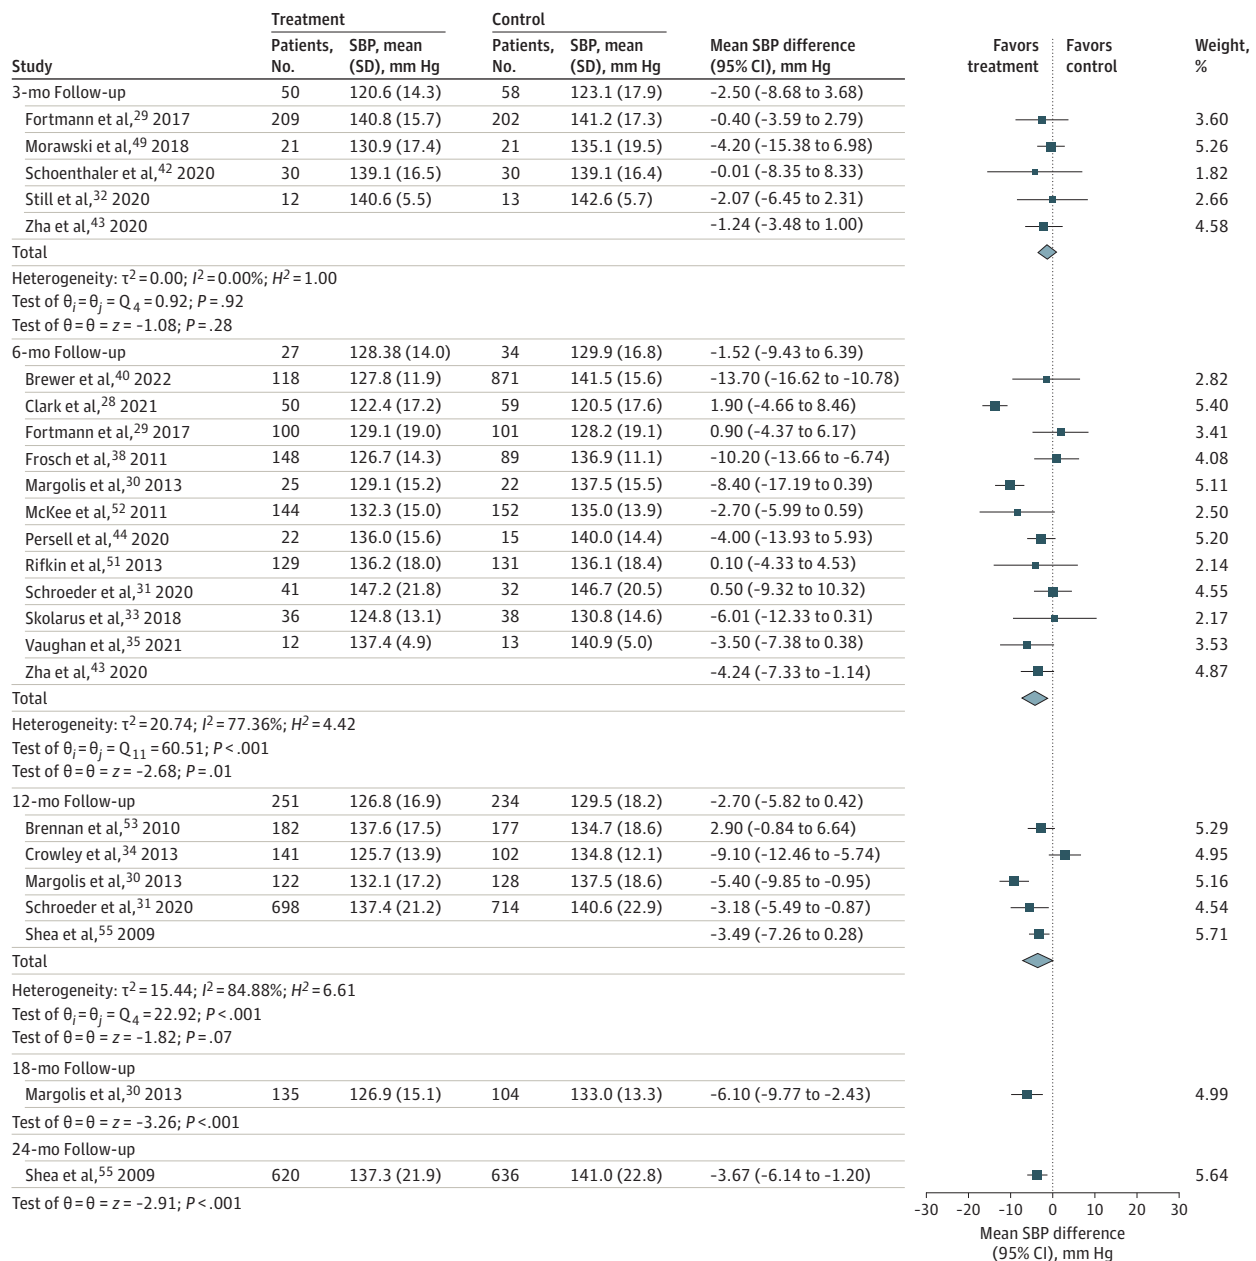 Treatment Control
Patients, SBP, mean Patients, SBP, mean Mean SBP difference Favors Favors Weight,
Study No. (SD), mm Hg No. (SD), mm Hg (95% CI), mm Hg treatment control %
3-mo Follow-up 50 120.6 (14.3) 58 123.1 (17.9) -2.50 (-8.68 to 3.68)
Fortmann et al,29 2017 209 140.8 (15.7) 202 141.2 (17.3) -0.40 (-3.59 to 2.79) 3.60
Morawski et al,49 2018 21 130.9 (17.4) 21 135.1 (19.5) -4.20 (-15.38 to 6.98) 5.26
Schoenthaler et al,42 2020 30 139.1 (16.5) 30 139.1 (16.4) -0.01 (-8.35 to 8.33) 1.82
Still et al,32 2020 12 140.6 (5.5) 13 142.6 (5.7) -2.07 (-6.45 to 2.31) 2.66
Zha et al,43 2020 -1.24 (-3.48 to 1.00) 4.58
Total
Heterogeneity: τ2 = 0.00; I2 = 0.00%; H2 = 1.00
Test of θi = θj = Q4 = 0.92; P = .92
Test of θ = θ = z = -1.08; P = .28
6-mo Follow-up 27 128.38 (14.0) 34 129.9 (16.8) -1.52 (-9.43 to 6.39)
Brewer et al,40 2022 118 127.8 (11.9) 871 141.5 (15.6) -13.70 (-16.62 to -10.78) 2.82
Clark et al,28 2021 50 122.4 (17.2) 59 120.5 (17.6) 1.90 (-4.66 to 8.46) 5.40
Fortmann et al,29 2017 100 129.1 (19.0) 101 128.2 (19.1) 0.90 (-4.37 to 6.17) 3.41
Frosch et al,38 2011 148 126.7 (14.3) 89 136.9 (11.1) -10.20 (-13.66 to -6.74) 4.08
Margolis et al,30 2013 25 129.1 (15.2) 22 137.5 (15.5) -8.40 (-17.19 to 0.39) 5.11
McKee et al,52 2011 144 132.3 (15.0) 152 135.0 (13.9) -2.70 (-5.99 to 0.59) 2.50
Persell et al,44 2020 22 136.0 (15.6) 15 140.0 (14.4) -4.00 (-13.93 to 5.93) 5.20
Rifkin et al,51 2013 129 136.2 (18.0) 131 136.1 (18.4) 0.10 (-4.33 to 4.53) 2.14
Schroeder et al,31 2020 41 147.2 (21.8) 32 146.7 (20.5) 0.50 (-9.32 to 10.32) 4.55
Skolarus et al,33 2018 36 124.8 (13.1) 38 130.8 (14.6) -6.01 (-12.33 to 0.31) 2.17
Vaughan et al,35 2021 12 137.4 (4.9) 13 140.9 (5.0) -3.50 (-7.38 to 0.38) 3.53
Zha et al,43 2020 -4.24 (-7.33 to -1.14) 4.87
Total
Heterogeneity: τ2 = 20.74; I2 = 77.36%; H2 = 4.42
Test of θi = θj = Q11 = 60.51; P < .001
Test of θ = θ = z = -2.68; P = .01
12-mo Follow-up 251 126.8 (16.9) 234 129.5 (18.2) -2.70 (-5.82 to 0.42)
Brennan et al,53 2010 182 137.6 (17.5) 177 134.7 (18.6) 2.90 (-0.84 to 6.64) 5.29
Crowley et al,34 2013 141 125.7 (13.9) 102 134.8 (12.1) -9.10 (-12.46 to -5.74) 4.95
Margolis et al,30 2013 122 132.1 (17.2) 128 137.5 (18.6) -5.40 (-9.85 to -0.95) 5.16
Schroeder et al,31 2020 698 137.4 (21.2) 714 140.6 (22.9) -3.18 (-5.49 to -0.87) 4.54
Shea et al,55 2009 -3.49 (-7.26 to 0.28) 5.71
Total
Heterogeneity: τ2 = 15.44; I2 = 84.88%; H2 = 6.61
Test of θi = θj = Q4 = 22.92; P < .001
Test of θ = θ = z = -1.82; P = .07
18-mo Follow-up
Margolis et al,30 2013 135 126.9 (15.1) 104 133.0 (13.3) -6.10 (-9.77 to -2.43) 4.99
Test of θ = θ = z = -3.26; P < .001
24-mo Follow-up
Shea et al,55 2009 620 137.3 (21.9) 636 141.0 (22.8) -3.67 (-6.14 to -1.20) 5.64
Test of θ = θ = z = -2.91; P < .001
-30 -20 -10 0 10 20 30
Mean SBP difference
(95% CI), mm Hg